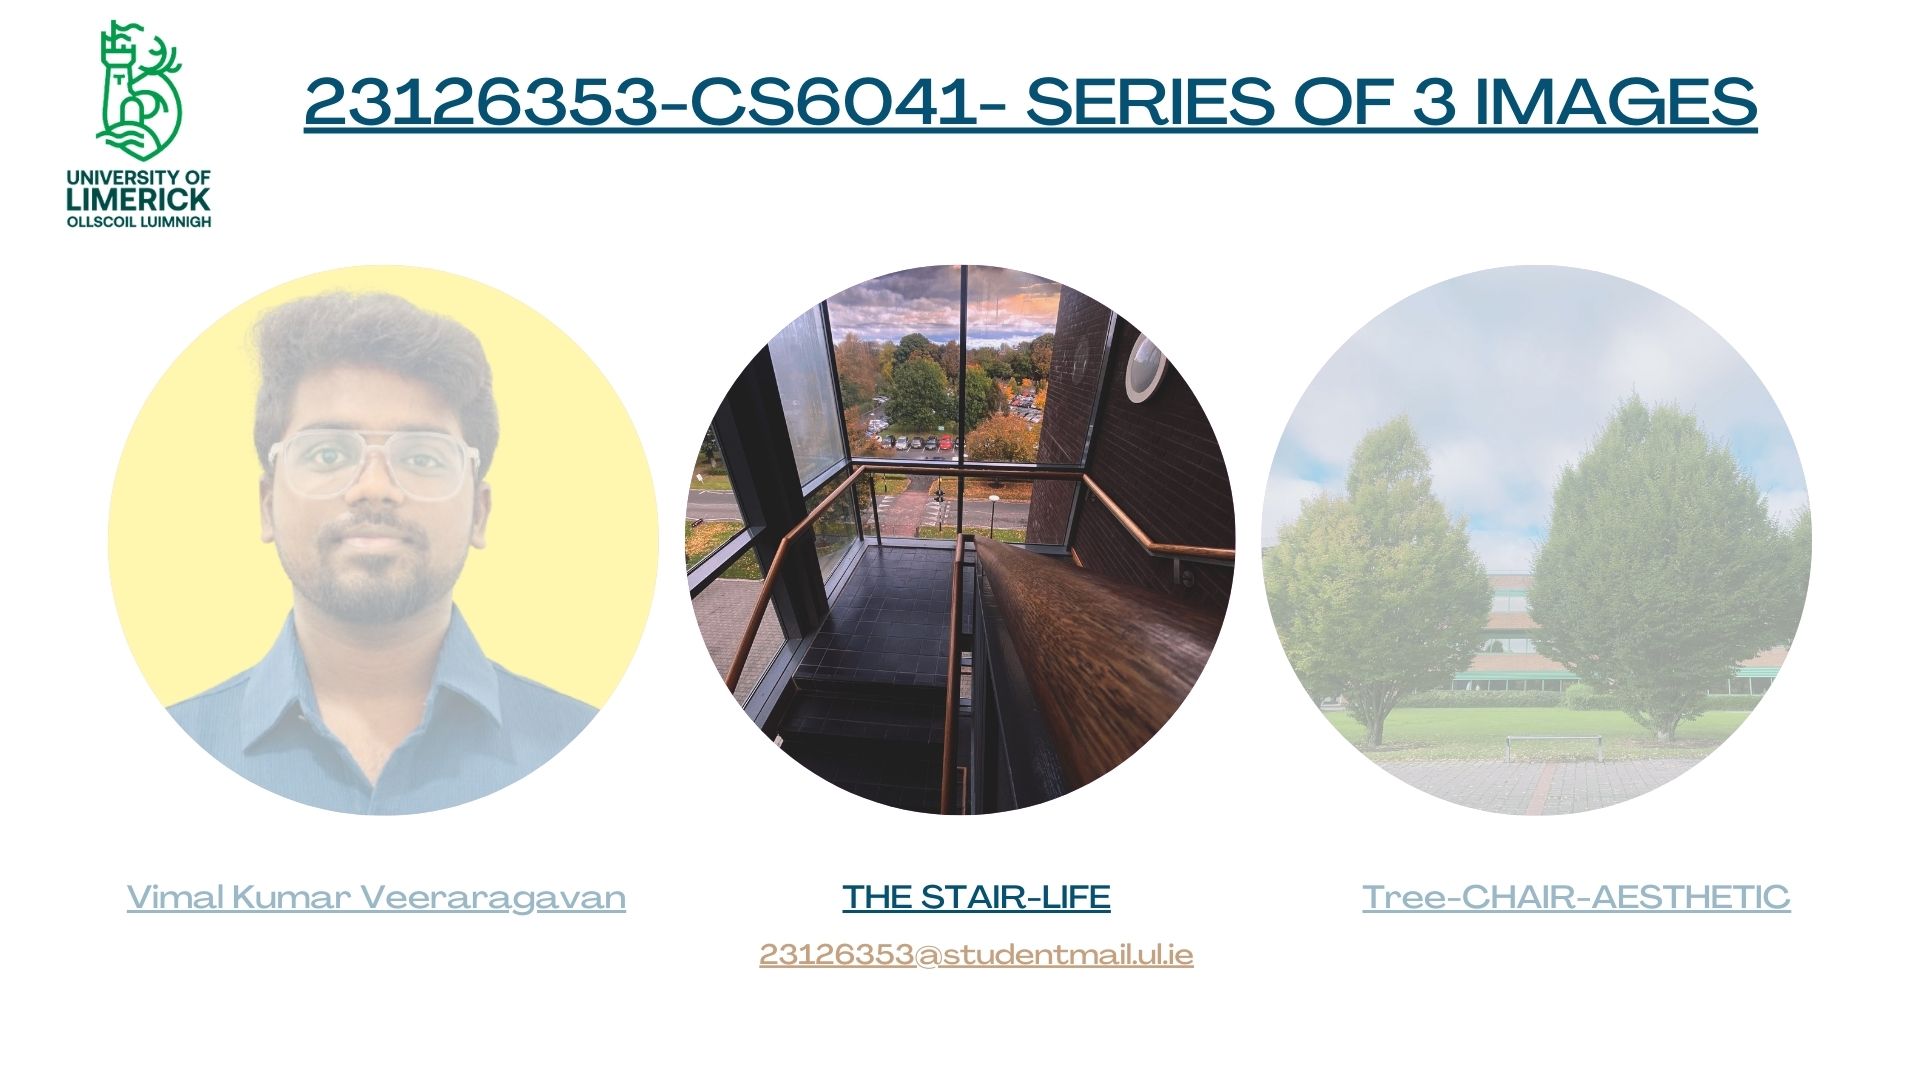 23126353-CS6041- SERIES OF 3 IMAGES
UNIVERSITY OF
LIMERICK
OLLSCOIL LUIMNIGH
Vimal Kumar Veeraragavan
THE STAIR-LIFE
Tree-CHAIR-AESTHETIC
23126353@studentmail.ul.ie